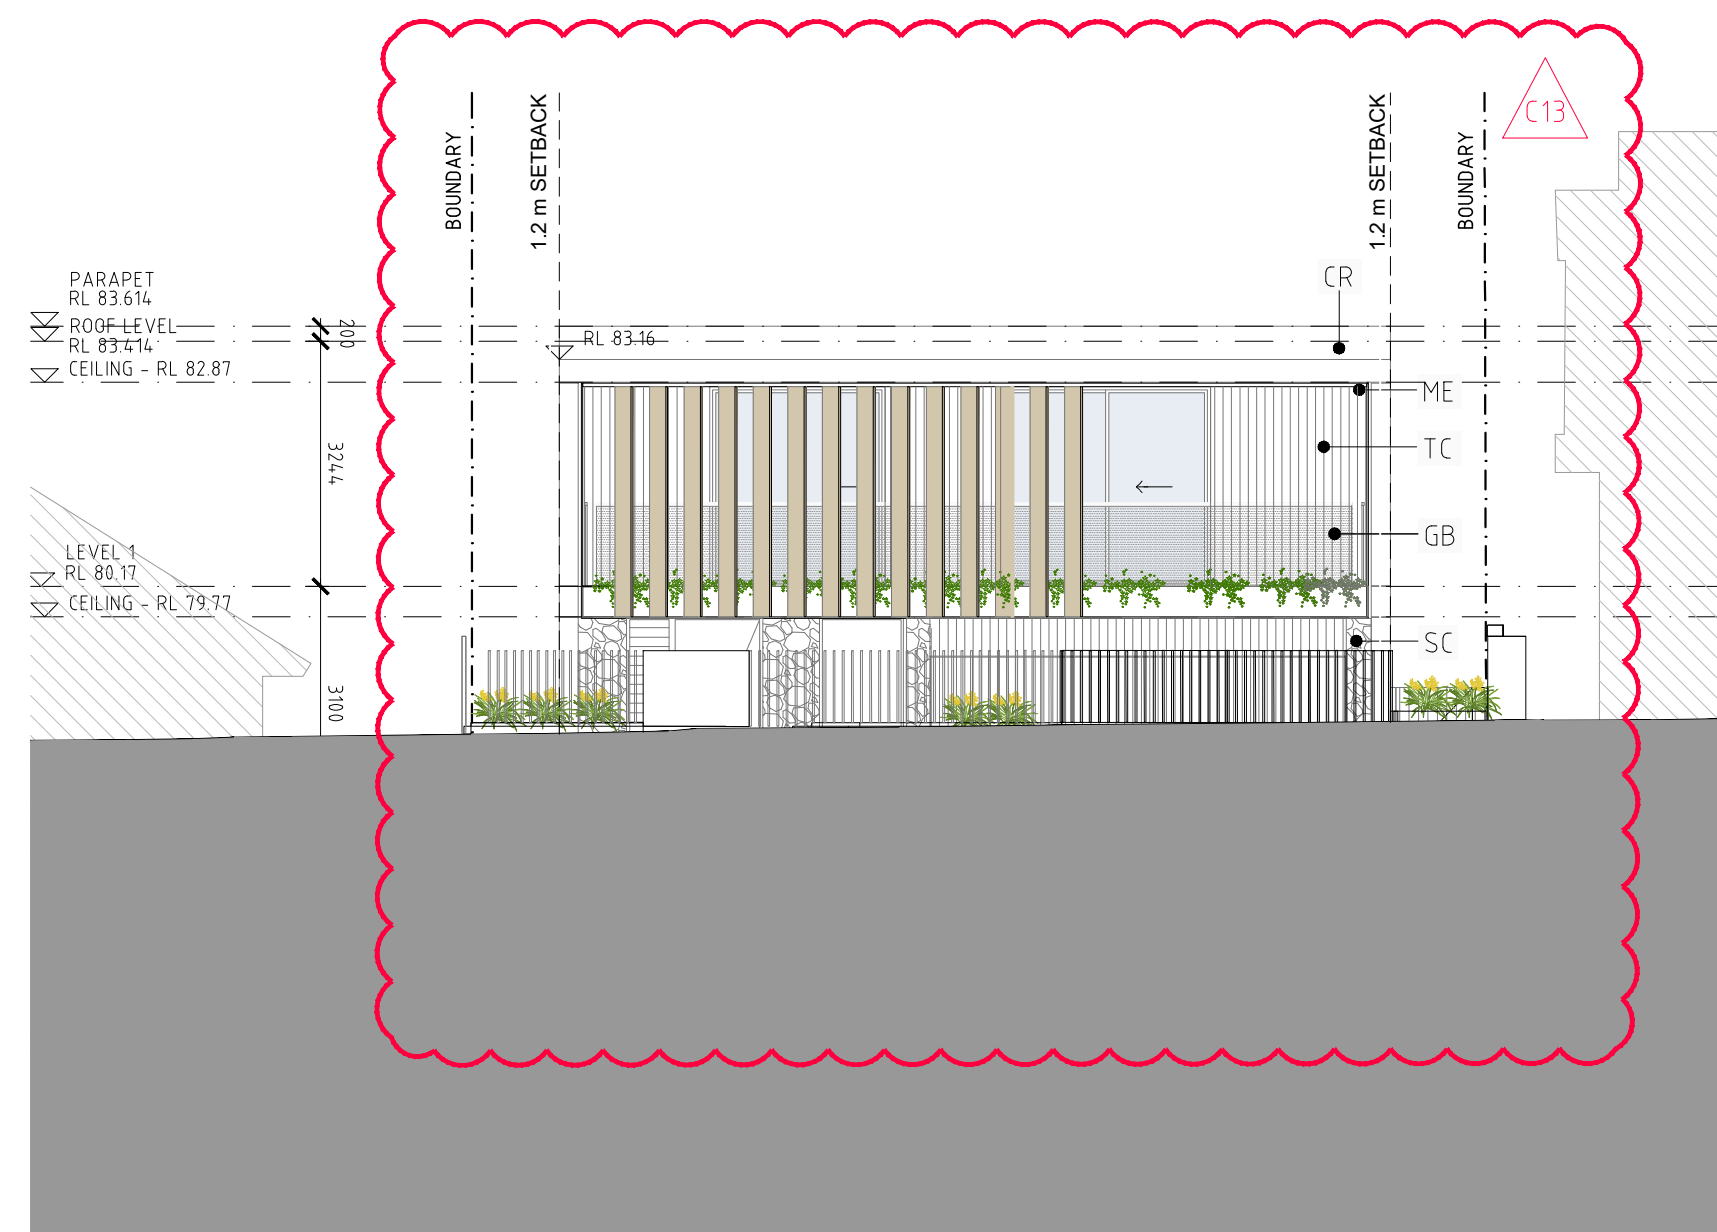 C13
BOUNDARY
1.2 m SETBACK
1.2 m SETBACK
BOUNDARY
CR
PARAPET
RL 83.614
ROOF LEVEL
RL 83.414
200
RL 83.16
CEILING - RL 82.87
ME
TC
3244
GB
LEVEL 1
RL 80.17
CEILING - RL 79.77
SC
3100